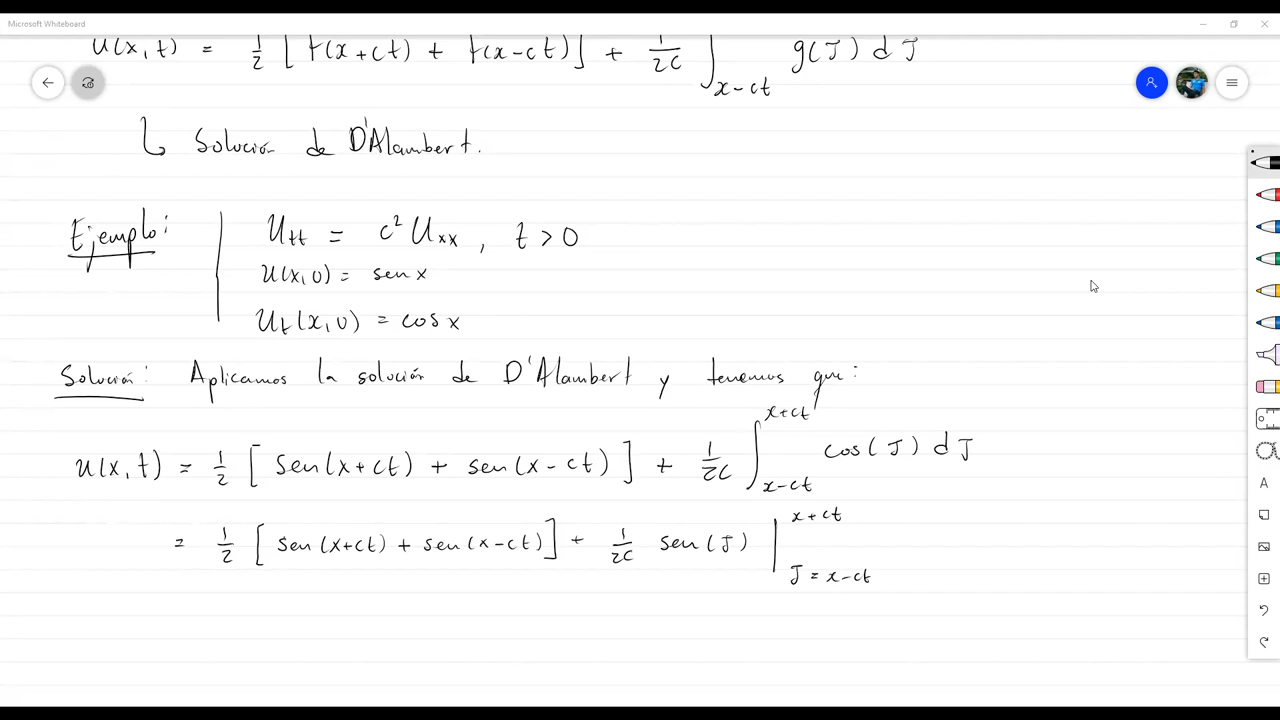 Microsoft Whiteboard
u(x,t) = 1/2 [f(x+ct) + f(x-ct)] + 1/2c ∫_{x-ct} g(J) dJ
↳ Solución de D'Alambert.
Ejemplo: U_tt = c² U_xx , t > 0
u(x,0) = sen x
U_t(x,0) = cos x
Solución: Aplicamos la solución de D'Alambert y tenemos que:
u(x,t) = 1/2 [sen(x+ct) + sen(x-ct)] + 1/2c ∫_{x-ct}^{x+ct} cos(J) dJ
= 1/2 [sen(x+ct) + sen(x-ct)] + 1/2c sen(J) |_{J=x-ct}^{x+ct}
A